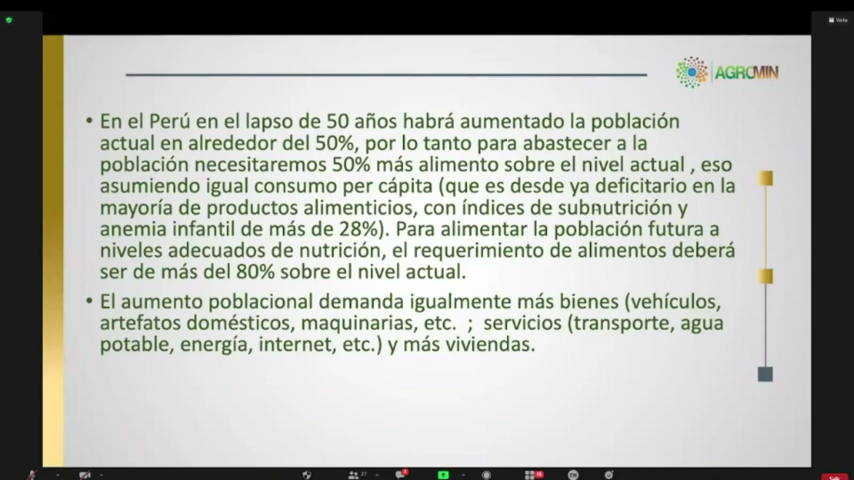 Vista
AGROMIN
• En el Perú en el lapso de 50 años habrá aumentado la población
actual en alrededor del 50%, por lo tanto para abastecer a la
población necesitaremos 50% más alimento sobre el nivel actual , eso
asumiendo igual consumo per cápita (que es desde ya deficitario en la
mayoría de productos alimenticios, con índices de subnutrición y
anemia infantil de más de 28%). Para alimentar la población futura a
niveles adecuados de nutrición, el requerimiento de alimentos deberá
ser de más del 80% sobre el nivel actual.
• El aumento poblacional demanda igualmente más bienes (vehículos,
artefatos domésticos, maquinarias, etc.  ;  servicios (transporte, agua
potable, energía, internet, etc.) y más viviendas.
27